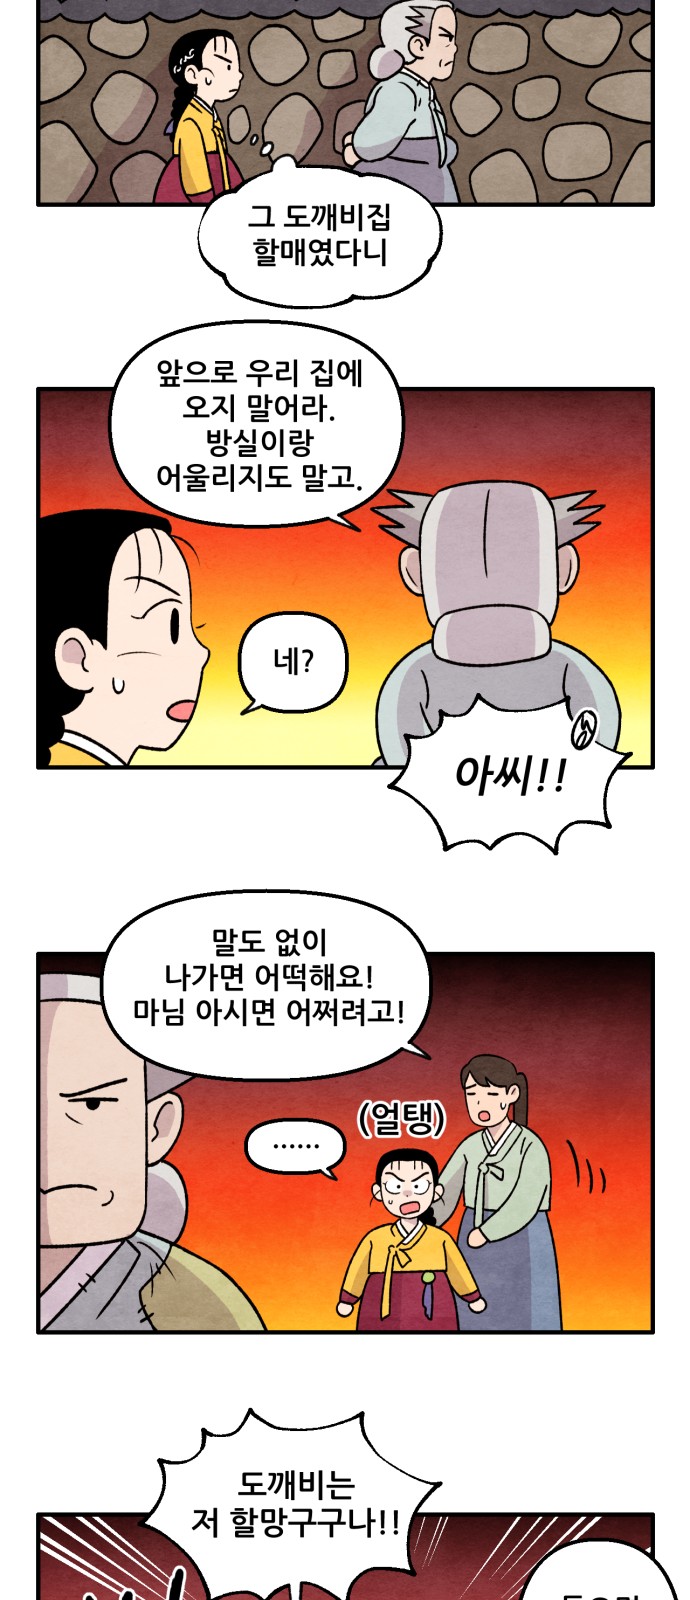 그 도깨비집
할매였다니
앞으로 우리 집에
오지 말어라.
방실이랑
어울리지도 말고.
네?
아씨!!
말도 없이
나가면 어떡해요!
마님 아시면 어쩌려고!
(얼탱)
······
도깨비는
저 할망구구나!!